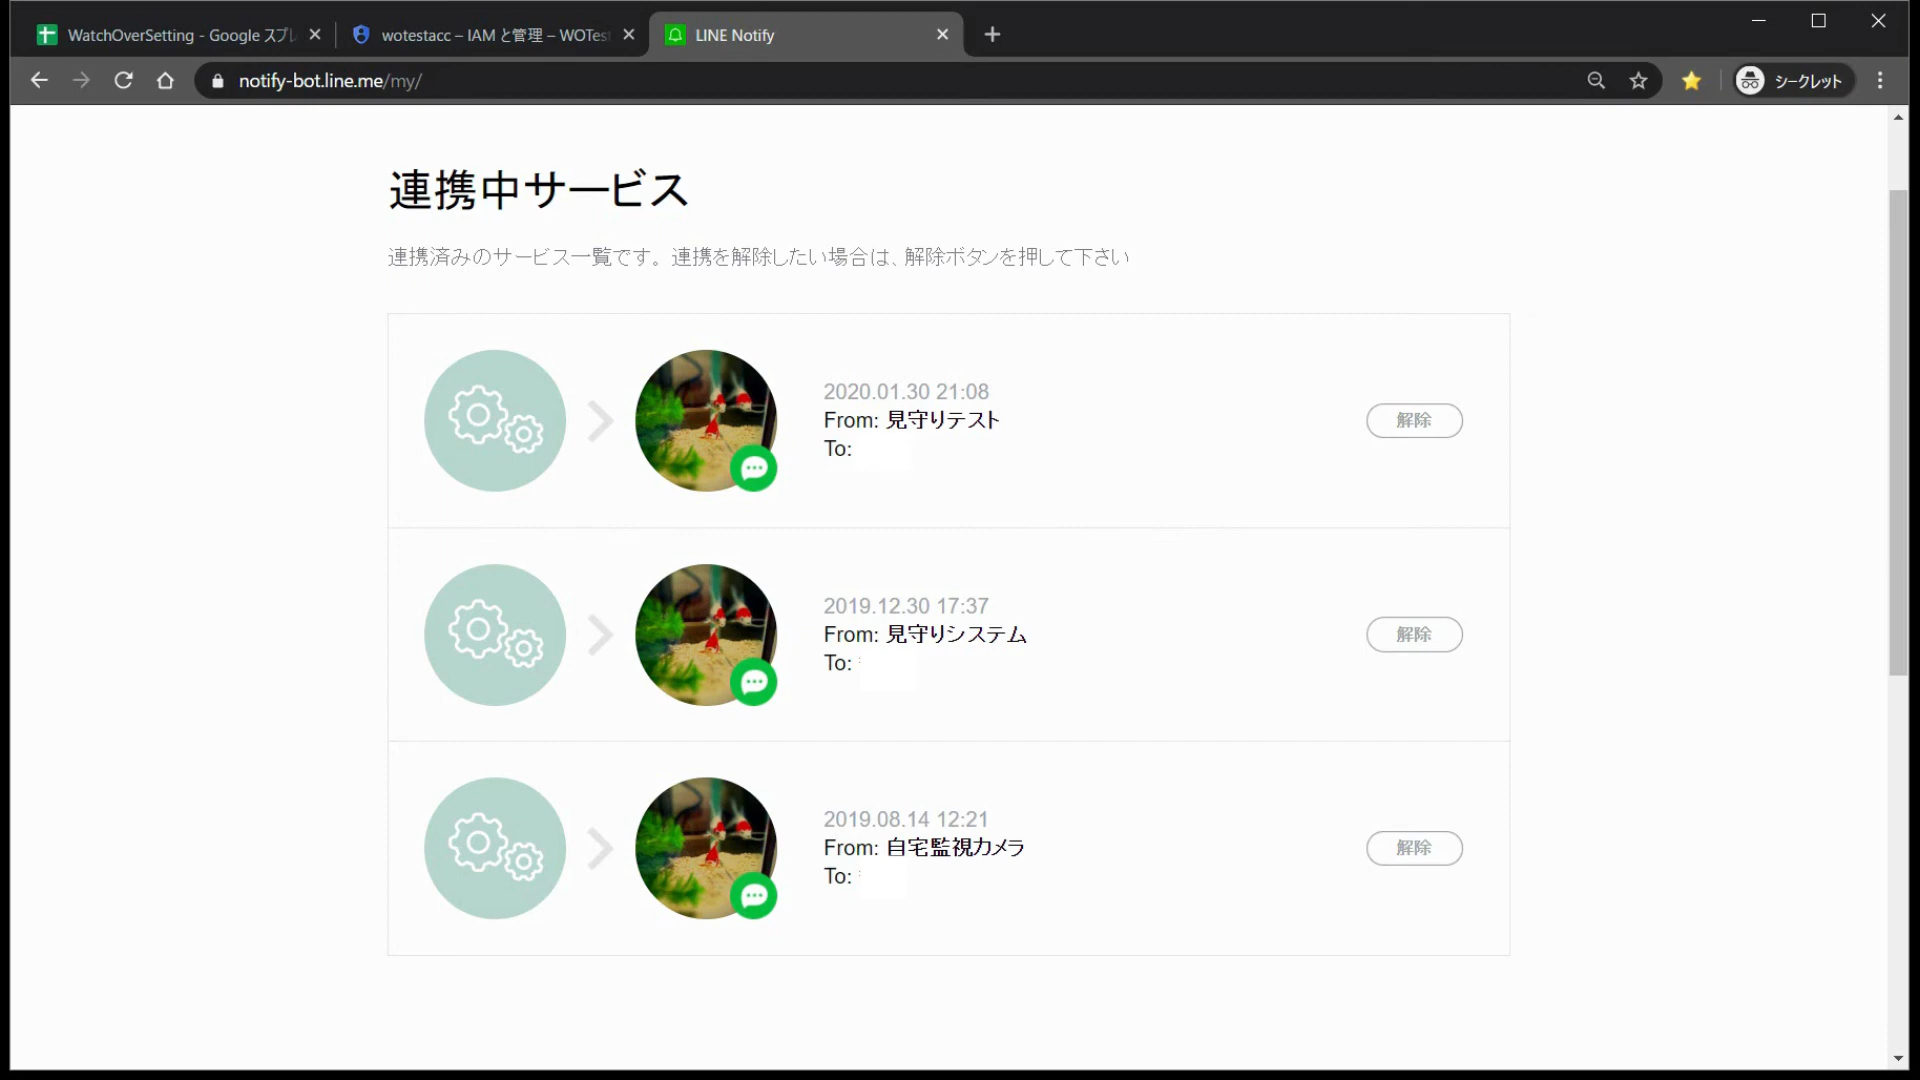 WatchOverSetting - Google スプレ
wotestacc – IAM と管理 – WOTes
LINE Notify
notify-bot.line.me/my/
シークレット
連携中サービス
連携済みのサービス一覧です。連携を解除したい場合は、解除ボタンを押して下さい
2020.01.30 21:08
From: 見守りテスト
To:
解除
2019.12.30 17:37
From: 見守りシステム
To:
解除
2019.08.14 12:21
From: 自宅監視カメラ
To:
解除